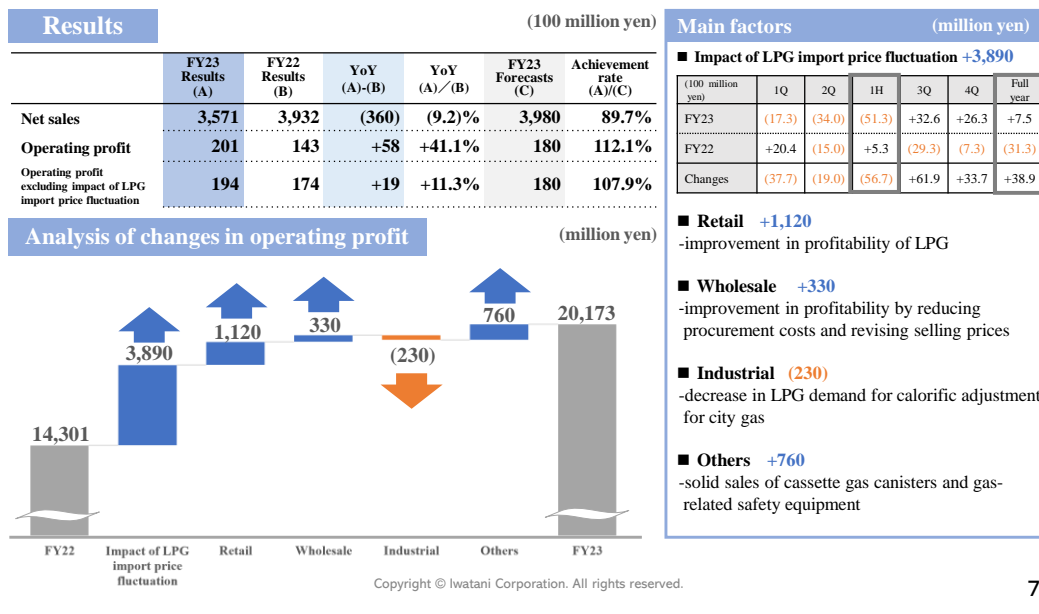 Results
(100 million yen)
FY23 Results (A) FY22 Results (B) YoY (A)-(B) YoY (A)／(B) FY23 Forecasts (C) Achievement rate (A)/(C)
Net sales 3,571 3,932 (360) (9.2)% 3,980 89.7%
Operating profit 201 143 +58 +41.1% 180 112.1%
Operating profit excluding impact of LPG import price fluctuation 194 174 +19 +11.3% 180 107.9%
Analysis of changes in operating profit
(million yen)
14,301
3,890
1,120
330
(230)
760
20,173
FY22
Impact of LPG import price fluctuation
Retail
Wholesale
Industrial
Others
FY23
Main factors
(million yen)
■ Impact of LPG import price fluctuation +3,890
(100 million yen) 1Q 2Q 1H 3Q 4Q Full year
FY23 (17.3) (34.0) (51.3) +32.6 +26.3 +7.5
FY22 +20.4 (15.0) +5.3 (29.3) (7.3) (31.3)
Changes (37.7) (19.0) (56.7) +61.9 +33.7 +38.9
■ Retail +1,120
-improvement in profitability of LPG
■ Wholesale +330
-improvement in profitability by reducing
procurement costs and revising selling prices
■ Industrial (230)
-decrease in LPG demand for calorific adjustment
for city gas
■ Others +760
-solid sales of cassette gas canisters and gas-
related safety equipment
Copyright © Iwatani Corporation. All rights reserved.
7